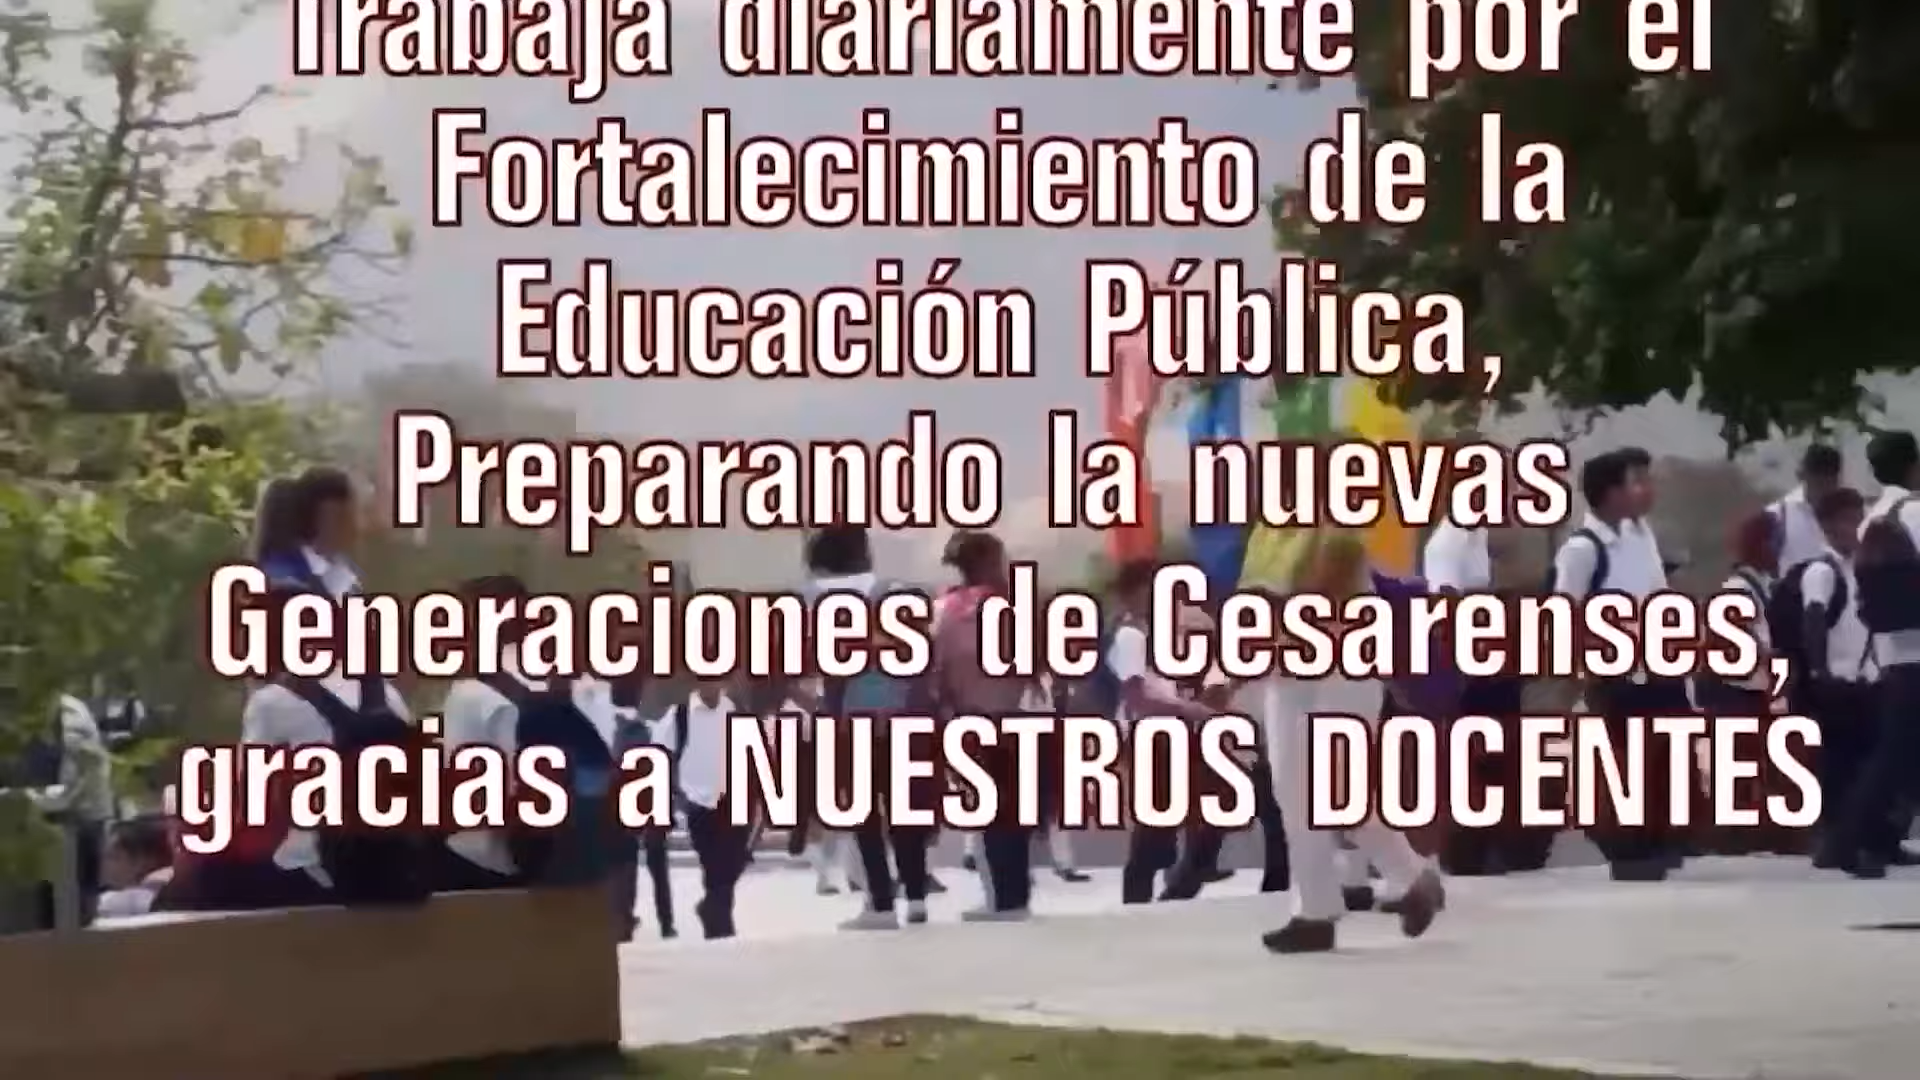 Trabaja diariamente por el
Fortalecimiento de la
Educación Pública,
Preparando la nuevas
Generaciones de Cesarenses,
gracias a NUESTROS DOCENTES